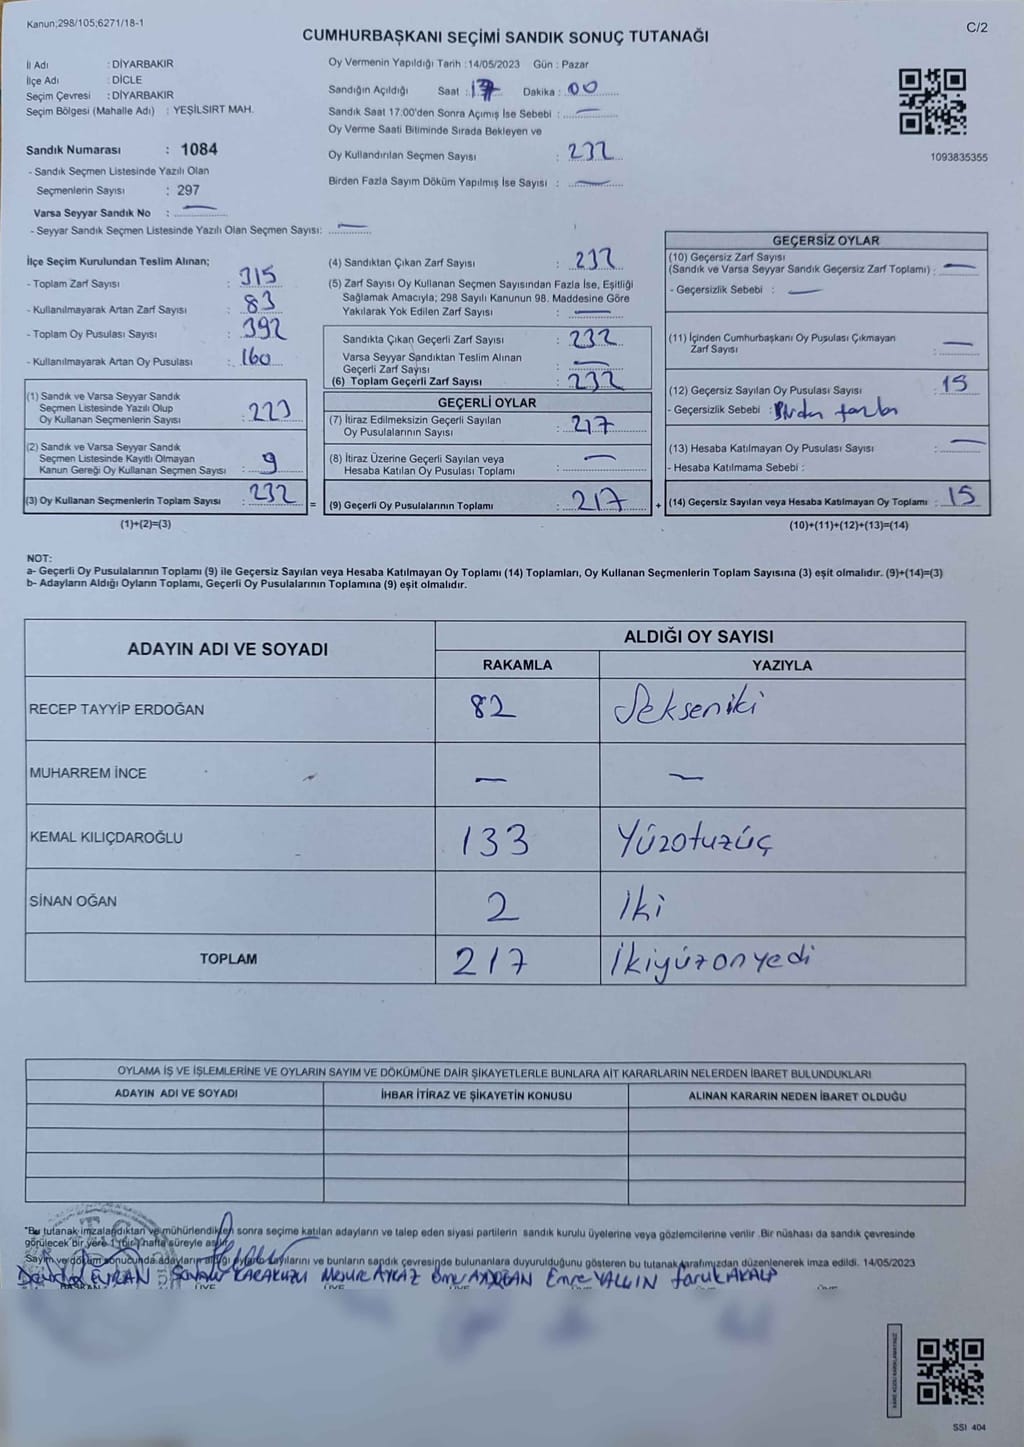 Kanun;298/105;6271/18-1
C/2
CUMHURBAŞKANI SEÇİMİ SANDIK SONUÇ TUTANAĞI
İl Adı : DİYARBAKIR
İlçe Adı : DİCLE
Seçim Çevresi : DİYARBAKIR
Seçim Bölgesi (Mahalle Adı) : YEŞİLSIRT MAH.
Sandık Numarası : 1084
- Sandık Seçmen Listesinde Yazılı Olan
Seçmenlerin Sayısı : 297
Varsa Seyyar Sandık No : —
- Seyyar Sandık Seçmen Listesinde Yazılı Olan Seçmen Sayısı: —
Oy Vermenin Yapıldığı Tarih : 14/05/2023 Gün : Pazar
Sandığın Açıldığı Saat : 17 Dakika : 00
Sandık Saat 17:00'den Sonra Açımış İse Sebebi : —
Oy Verme Saati Bitiminde Sırada Bekleyen ve
Oy Kullandırılan Seçmen Sayısı : 232
Birden Fazla Sayım Döküm Yapılmış İse Sayısı : —
1093835355
İlçe Seçim Kurulundan Teslim Alınan;
- Toplam Zarf Sayısı : 315
- Kullanılmayarak Artan Zarf Sayısı : 83
- Toplam Oy Pusulası Sayısı : 392
- Kullanılmayarak Artan Oy Pusulası : 160
(1) Sandık ve Varsa Seyyar Sandık
Seçmen Listesinde Yazılı Olup
Oy Kullanan Seçmenlerin Sayısı : 223
(2) Sandık ve Varsa Seyyar Sandık
Seçmen Listesinde Kayıtlı Olmayan
Kanun Gereği Oy Kullanan Seçmen Sayısı : 9
(3) Oy Kullanan Seçmenlerin Toplam Sayısı : 232 =
(1)+(2)=(3)
(4) Sandıktan Çıkan Zarf Sayısı : 232
(5) Zarf Sayısı Oy Kullanan Seçmen Sayısından Fazla İse, Eşitliği
Sağlamak Amacıyla; 298 Sayılı Kanunun 98. Maddesine Göre
Yakılarak Yok Edilen Zarf Sayısı : —
Sandıkta Çıkan Geçerli Zarf Sayısı : 232
Varsa Seyyar Sandıktan Teslim Alınan
Geçerli Zarf Sayısı : —
(6) Toplam Geçerli Zarf Sayısı : 232
GEÇERLİ OYLAR
(7) İtiraz Edilmeksizin Geçerli Sayılan
Oy Pusulalarının Sayısı : 217
(8) İtiraz Üzerine Geçerli Sayılan veya
Hesaba Katılan Oy Pusulası Toplamı : —
(9) Geçerli Oy Pusulalarının Toplamı : 217 +
GEÇERSİZ OYLAR
(10) Geçersiz Zarf Sayısı
(Sandık ve Varsa Seyyar Sandık Geçersiz Zarf Toplamı) : —
- Geçersizlik Sebebi : —
(11) İçinden Cumhurbaşkanı Oy Pusulası Çıkmayan
Zarf Sayısı : —
(12) Geçersiz Sayılan Oy Pusulası Sayısı : 15
- Geçersizlik Sebebi : Birden fazla
(13) Hesaba Katılmayan Oy Pusulası Sayısı : —
- Hesaba Katılmama Sebebi :
(14) Geçersiz Sayılan veya Hesaba Katılmayan Oy Toplamı : 15
(10)+(11)+(12)+(13)=(14)
NOT:
a- Geçerli Oy Pusulalarının Toplamı (9) ile Geçersiz Sayılan veya Hesaba Katılmayan Oy Toplamı (14) Toplamları, Oy Kullanan Seçmenlerin Toplam Sayısına (3) eşit olmalıdır. (9)+(14)=(3)
b- Adayların Aldığı Oyların Toplamı, Geçerli Oy Pusulalarının Toplamına (9) eşit olmalıdır.
ADAYIN ADI VE SOYADI
ALDIĞI OY SAYISI
RAKAMLA YAZIYLA
RECEP TAYYİP ERDOĞAN 82 Sekseniki
MUHARREM İNCE — —
KEMAL KILIÇDAROĞLU 133 Yüzotuzüç
SİNAN OĞAN 2 İki
TOPLAM 217 İkiyüzonyedi
OYLAMA İŞ VE İŞLEMLERİNE VE OYLARIN SAYIM VE DÖKÜMÜNE DAİR ŞİKAYETLERLE BUNLARA AİT KARARLARIN NELERDEN İBARET BULUNDUKLARI
ADAYIN ADI VE SOYADI İHBAR İTİRAZ VE ŞİKAYETİN KONUSU ALINAN KARARIN NEDEN İBARET OLDUĞU
*Bu tutanak imzalandıktan ve mühürlendikten sonra seçime katılan adayların ve talep eden siyasi partilerin sandık kurulu üyelerine veya gözlemcilerine verilir. Bir nüshası da sandık çevresinde
görülecek bir yere 1 (bir) hafta süreyle asılır.
Sayım ve döküm sonucunda adayların aldığı oyların sayılarını ve bunların sandık çevresinde bulunanlara duyurulduğunu gösteren bu tutanak tarafımızdan düzenlenerek imza edildi. 14/05/2023
EVRAN KARAKUZU Mesur AYKAZ Ömer AYDOĞAN Emre YALLIN Faruk AKALP
SSI 404